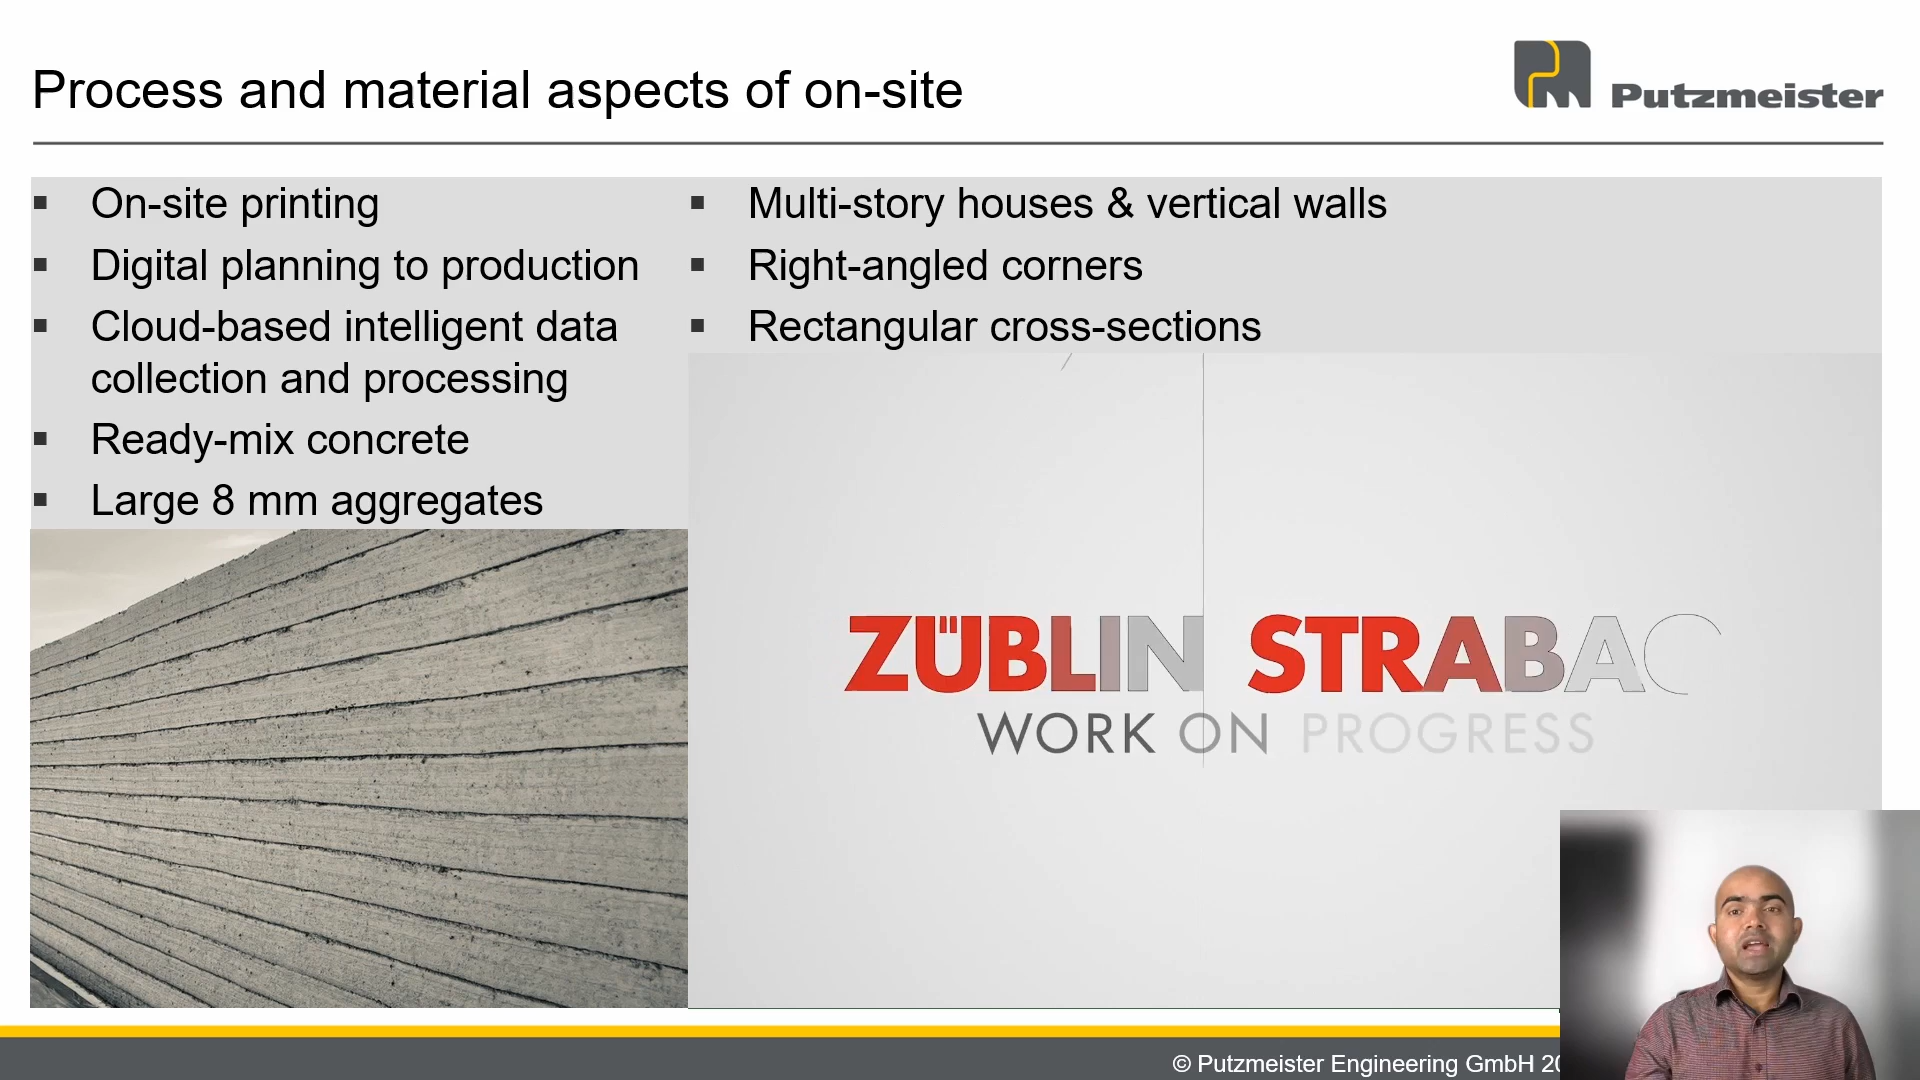 Process and material aspects of on-site
Putzmeister
On-site printing
Digital planning to production
Cloud-based intelligent data
collection and processing
Ready-mix concrete
Large 8 mm aggregates
Multi-story houses & vertical walls
Right-angled corners
Rectangular cross-sections
ZÜBLIN STRABAC
WORK ON PROGRESS
© Putzmeister Engineering GmbH